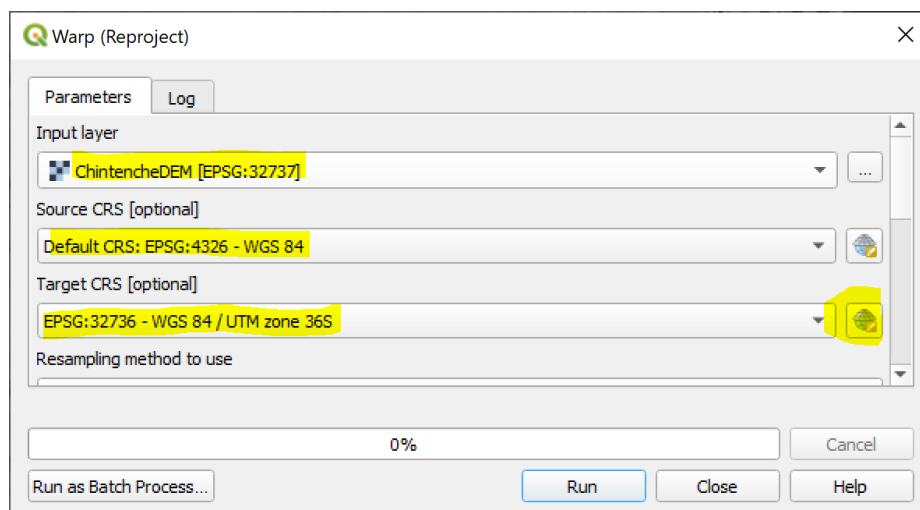 Warp (Reproject)
Parameters
Log
Input layer
ChintencheDEM [EPSG:32737]
...
Source CRS [optional]
Default CRS: EPSG:4326 - WGS 84
Target CRS [optional]
EPSG:32736 - WGS 84 / UTM zone 36S
Resampling method to use
0%
Cancel
Run as Batch Process...
Run
Close
Help